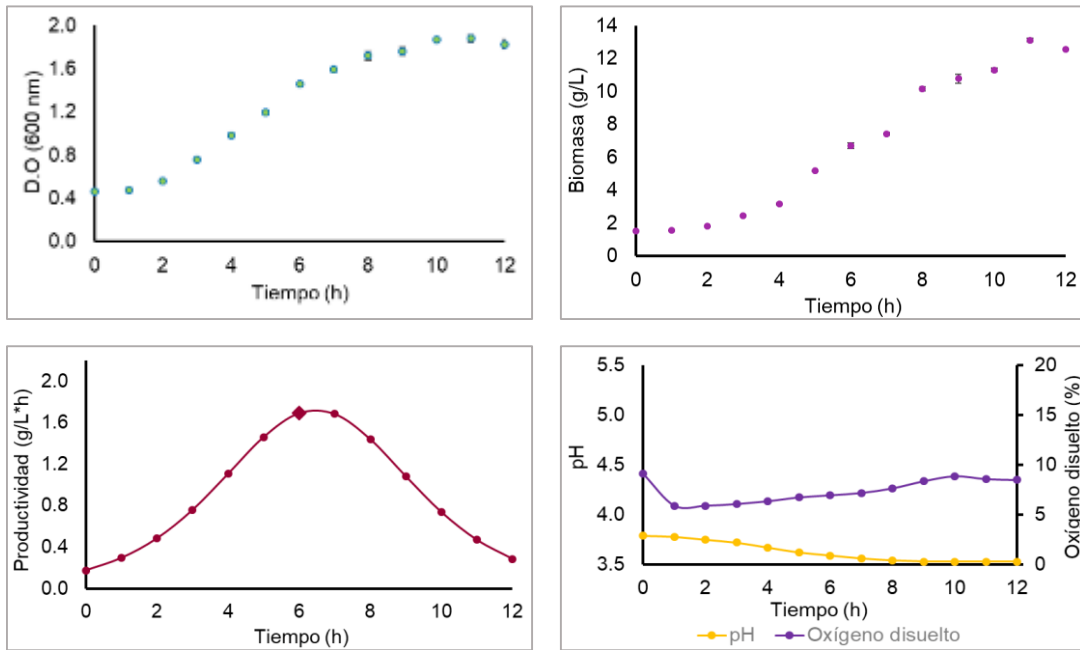 D.O (600 nm)
2.0
1.6
1.2
0.8
0.4
0.0
0 2 4 6 8 10 12
Tiempo (h)
Biomasa (g/L)
14
12
10
8
6
4
2
0
0 2 4 6 8 10 12
Tiempo (h)
Productividad (g/L*h)
2.0
1.6
1.2
0.8
0.4
0.0
0 2 4 6 8 10 12
Tiempo (h)
pH
5.5
5.0
4.5
4.0
3.5
Oxígeno disuelto (%)
20
15
10
5
0
0 2 4 6 8 10 12
Tiempo (h)
pH Oxígeno disuelto